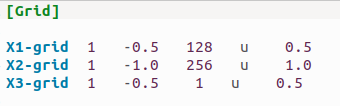 [Grid]
X1-grid 1 -0.5 128 u 0.5
X2-grid 1 -1.0 256 u 1.0
X3-grid 1 -0.5 1 u 0.5